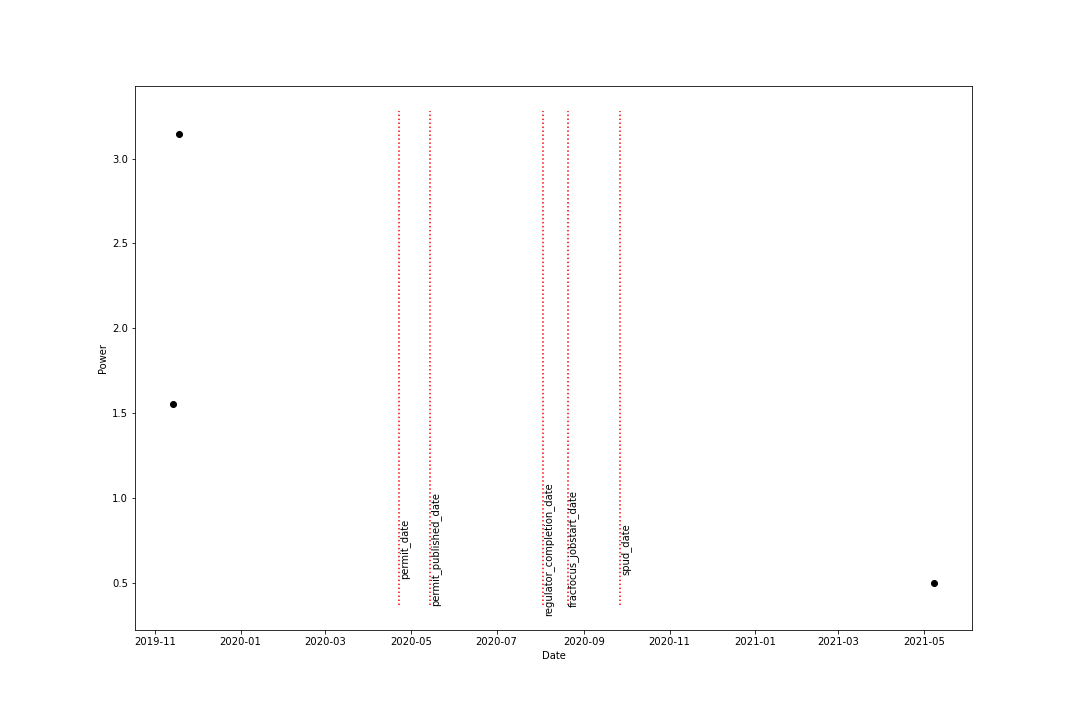 3.0
2.5
2.0
1.5
1.0
0.5
Power
permit_date
permit_published_date
regulator_completion_date
fracfocus_jobstart_date
spud_date
2019-11
2020-01
2020-03
2020-05
2020-07
2020-09
2020-11
2021-01
2021-03
2021-05
Date